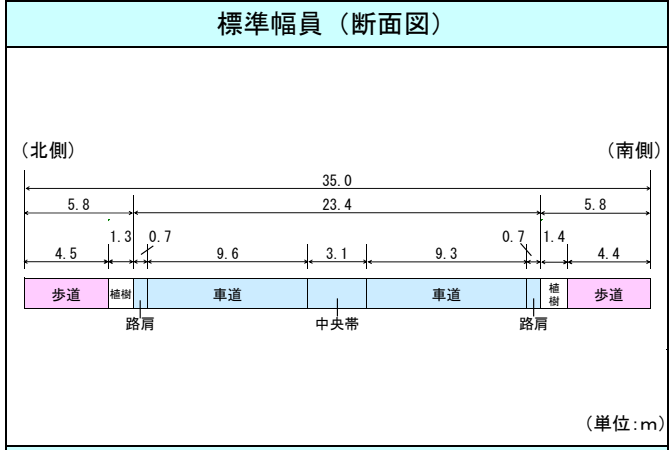 標準幅員（断面図）
（北側） （南側）
35.0
5.8 23.4 5.8
4.5 1.3 0.7 9.6 3.1 9.3 0.7 1.4 4.4
歩道 植樹 車道 車道 植樹 歩道
路肩 中央帯 路肩
（単位:ｍ）